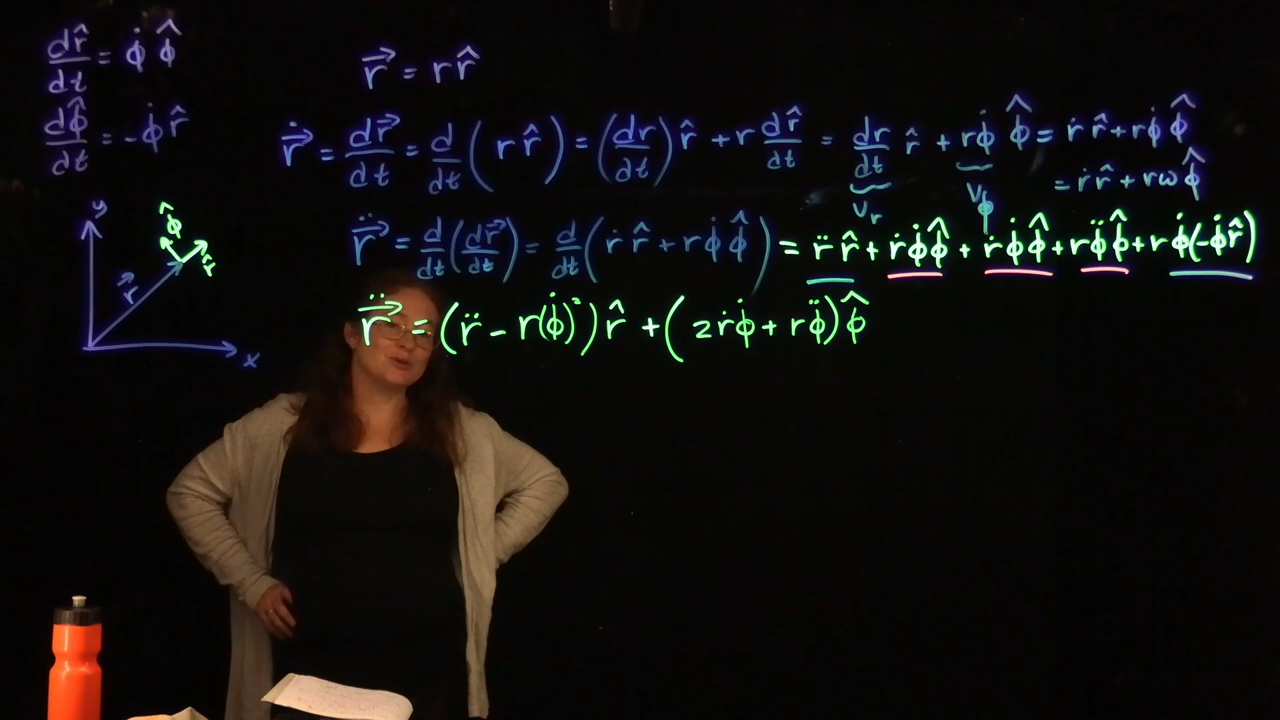 dr̂/dt = φ̇ φ̂
dφ̂/dt = -φ̇ r̂
r⃗ = r r̂
r⃗̇ = dr⃗/dt = d/dt (r r̂) = (dr/dt) r̂ + r dr̂/dt = dr/dt r̂ + rφ̇ φ̂ = ṙ r̂ + rφ̇ φ̂
= ṙ r̂ + rω φ̂
v_r v_φ
r⃗̈ = d/dt (dr⃗/dt) = d/dt (ṙ r̂ + rφ̇ φ̂) = r̈ r̂ + ṙφ̇φ̂ + ṙφ̇φ̂ + rφ̈φ̂ + rφ̇(-φ̇r̂)
r⃗̈ = (r̈ - r(φ̇)²) r̂ + (2ṙφ̇ + rφ̈) φ̂
y
φ̂
r̂
r⃗
x